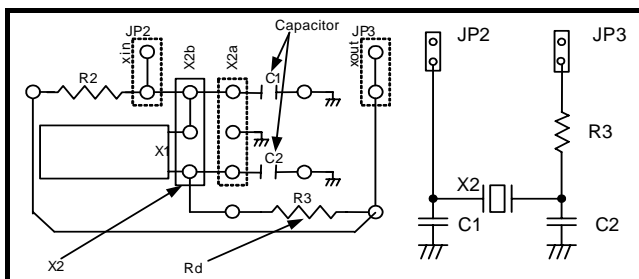 Capacitor
JP2
JP3
xin
X2b
X2a
xout
R2
C1
X1
C2
R3
X2
Rd
JP2
JP3
R3
X2
C1
C2